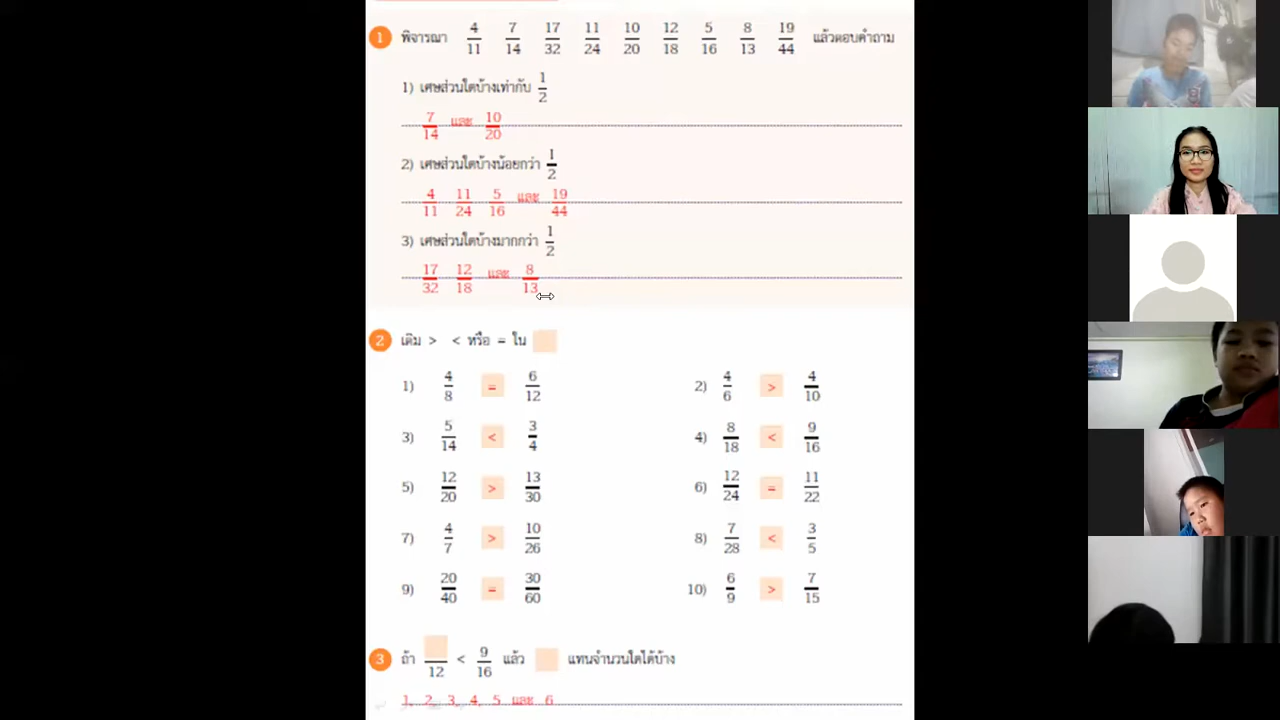 1 พิจารณา 4/11 7/14 17/32 11/24 10/20 12/18 5/16 8/13 19/44 แล้วตอบคำถาม
1) เศษส่วนใดบ้างเท่ากับ 1/2
7/14 และ 10/20
2) เศษส่วนใดบ้างน้อยกว่า 1/2
4/11 11/24 5/16 และ 19/44
3) เศษส่วนใดบ้างมากกว่า 1/2
17/32 12/18 และ 8/13
2 เติม > < หรือ = ใน
1) 4/8 = 6/12 2) 4/6 > 4/10
3) 5/14 < 3/4 4) 8/18 < 9/16
5) 12/20 > 13/30 6) 12/24 = 11/22
7) 4/7 > 10/26 8) 7/28 < 3/5
9) 20/40 = 30/60 10) 6/9 > 7/15
3 ถ้า /12 < 9/16 แล้ว แทนจำนวนใดได้บ้าง
1, 2, 3, 4, 5 และ 6